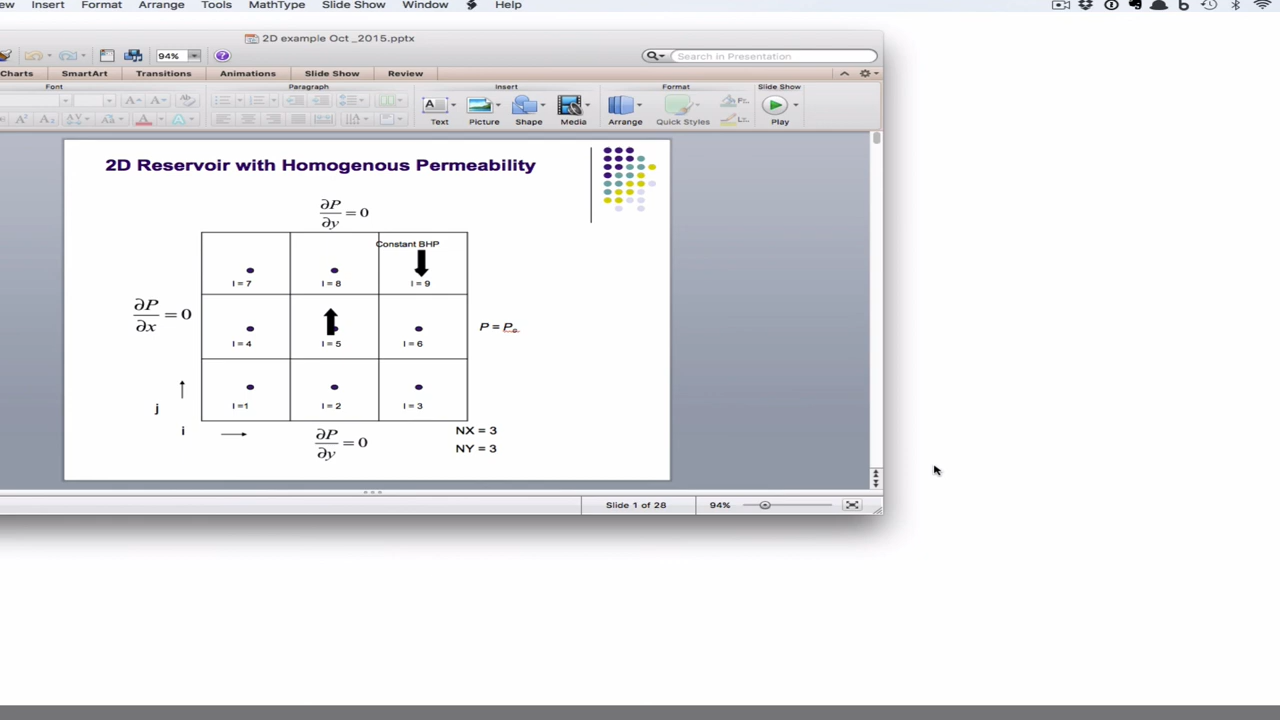 ew Insert Format Arrange Tools MathType Slide Show Window Help
2D example Oct _2015.pptx
94%
Search in Presentation
Charts SmartArt Transitions Animations Slide Show Review
Font Paragraph Insert Format Slide Show
Text Picture Shape Media Arrange Quick Styles Play
2D Reservoir with Homogenous Permeability
∂P/∂y = 0
Constant BHP
I = 7 I = 8 I = 9
∂P/∂x = 0
P = Po
I = 4 I = 5 I = 6
j
I =1 I = 2 I = 3
i
∂P/∂y = 0
NX = 3
NY = 3
Slide 1 of 28 94%